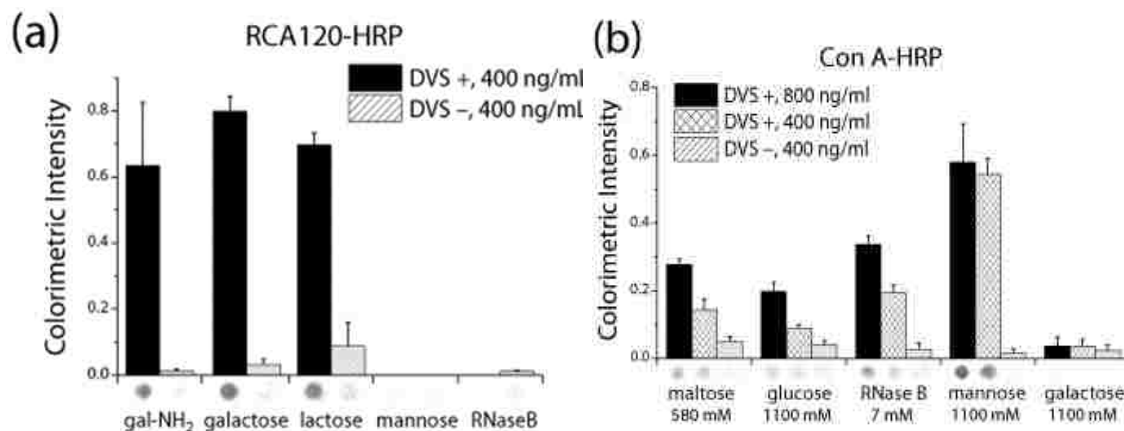 (a)
RCA120-HRP
DVS +, 400 ng/ml
DVS –, 400 ng/ml
Colorimetric Intensity
0.8
0.6
0.4
0.2
0.0
gal-NH₂ galactose lactose mannose RNaseB
(b)
Con A-HRP
DVS +, 800 ng/ml
DVS +, 400 ng/ml
DVS –, 400 ng/ml
Colorimetric Intensity
0.8
0.6
0.4
0.2
0.0
maltose glucose RNase B mannose galactose
580 mM 1100 mM 7 mM 1100 mM 1100 mM